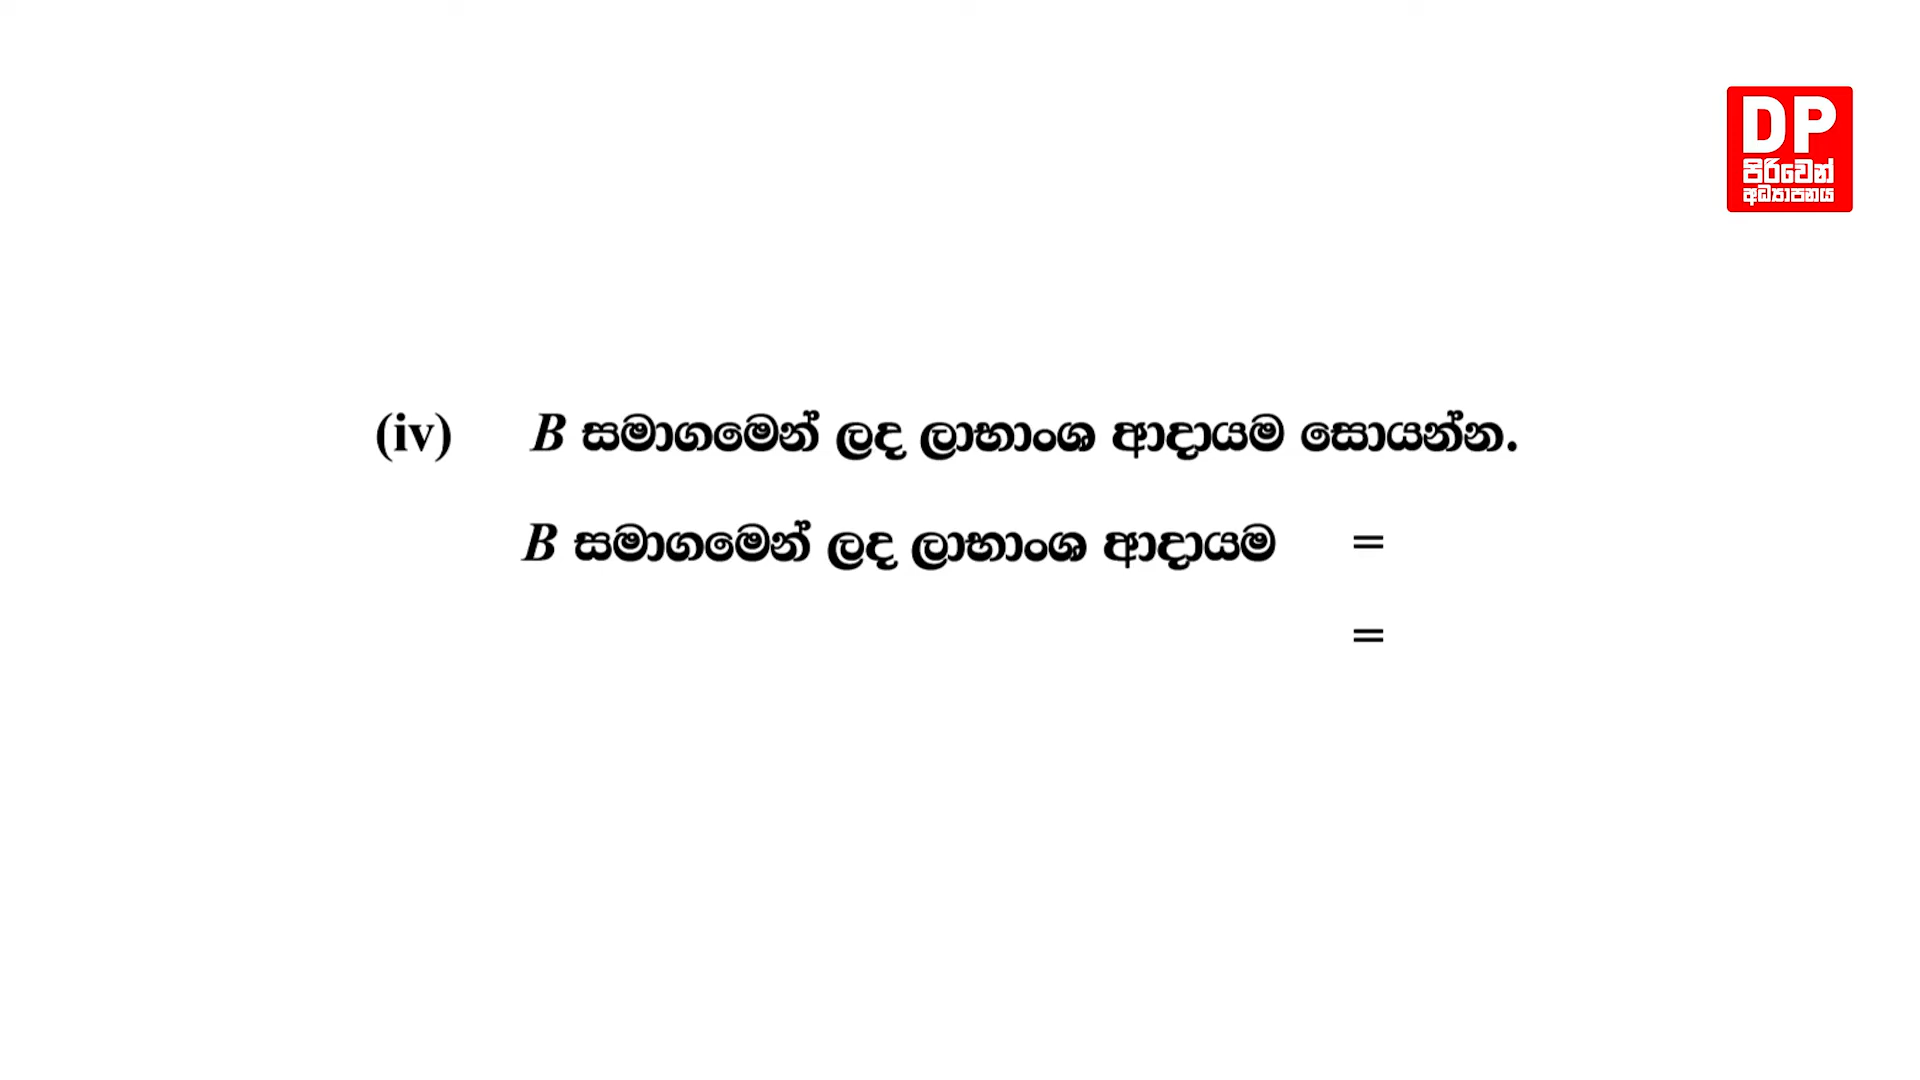 DP
පිරිවෙන්
අධ්‍යාපනය
(iv) B සමාගමෙන් ලද ලාභාංශ ආදායම සොයන්න.
B සමාගමෙන් ලද ලාභාංශ ආදායම =
=